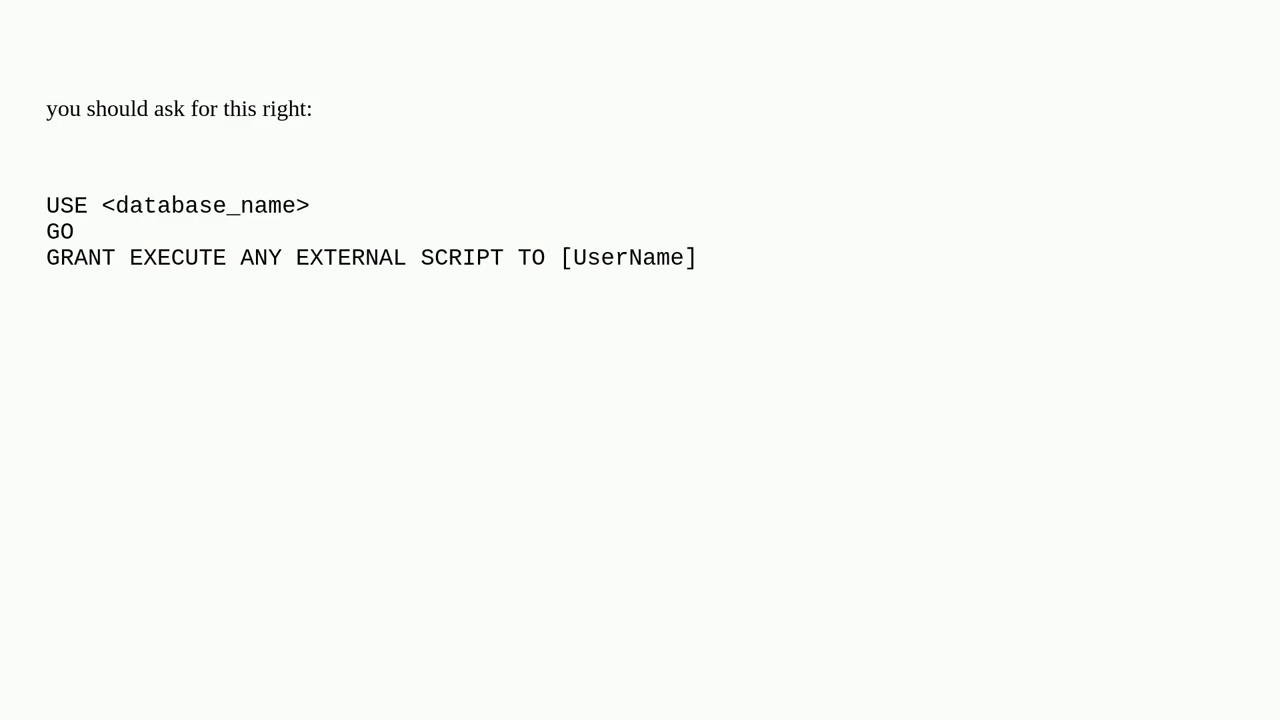 you should ask for this right:
USE <database_name>
GO
GRANT EXECUTE ANY EXTERNAL SCRIPT TO [UserName]